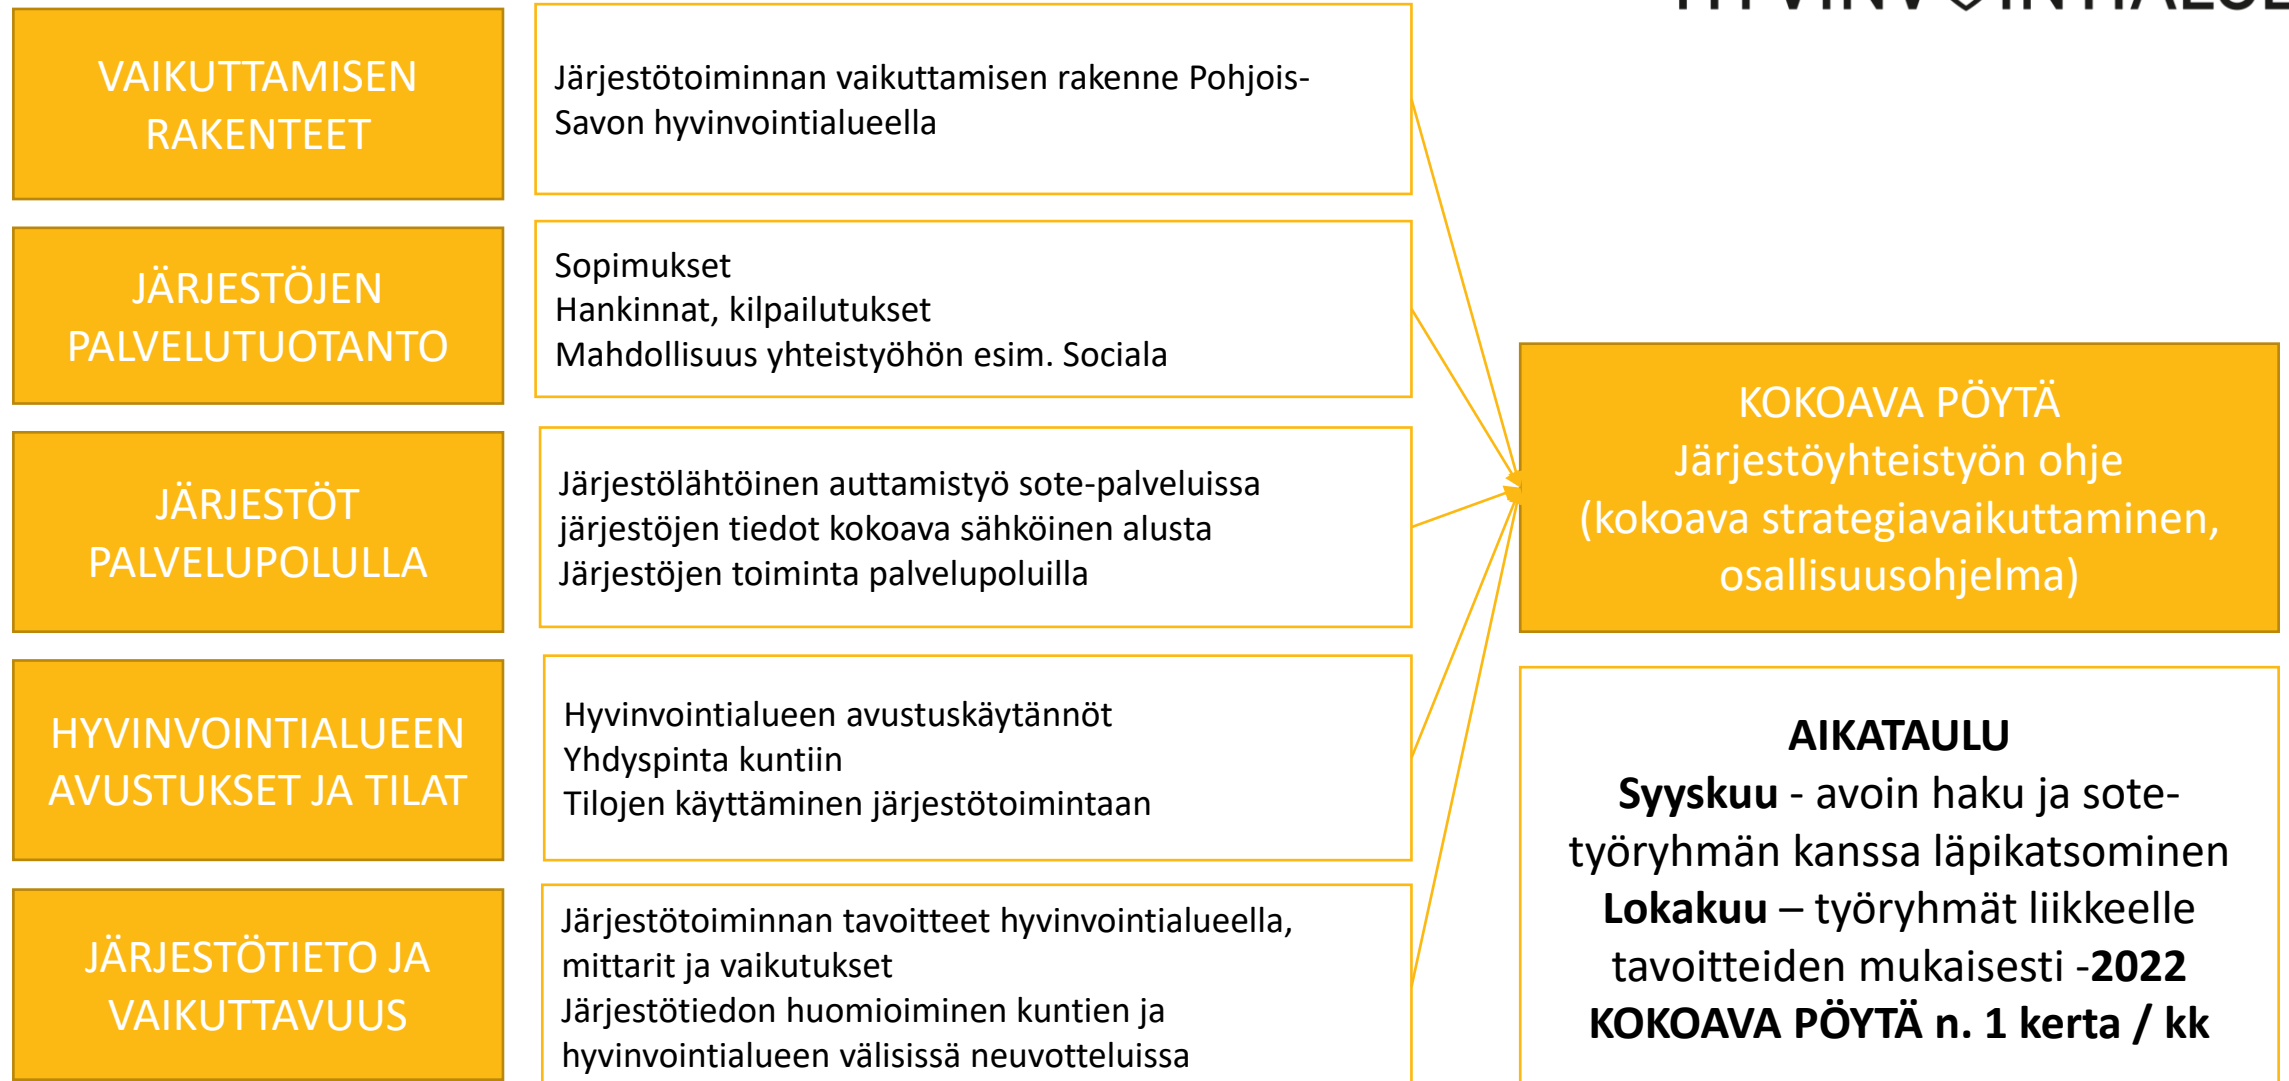 VAIKUTTAMISEN
RAKENTEET
Järjestötoiminnan vaikuttamisen rakenne Pohjois-
Savon hyvinvointialueella
JÄRJESTÖJEN
PALVELUTUOTANTO
Sopimukset
Hankinnat, kilpailutukset
Mahdollisuus yhteistyöhön esim. Sociala
JÄRJESTÖT
PALVELUPOLULLA
Järjestölähtöinen auttamistyö sote-palveluissa
järjestöjen tiedot kokoava sähköinen alusta
Järjestöjen toiminta palvelupoluilla
HYVINVOINTIALUEEN
AVUSTUKSET JA TILAT
Hyvinvointialueen avustuskäytännöt
Yhdyspinta kuntiin
Tilojen käyttäminen järjestötoimintaan
JÄRJESTÖTIETO JA
VAIKUTTAVUUS
Järjestötoiminnan tavoitteet hyvinvointialueella,
mittarit ja vaikutukset
Järjestötiedon huomioiminen kuntien ja
hyvinvointialueen välisissä neuvotteluissa
KOKOAVA PÖYTÄ
Järjestöyhteistyön ohje
(kokoava strategiavaikuttaminen,
osallisuusohjelma)
AIKATAULU
Syyskuu - avoin haku ja sote-
työryhmän kanssa läpikatsominen
Lokakuu – työryhmät liikkeelle
tavoitteiden mukaisesti -2022
KOKOAVA PÖYTÄ n. 1 kerta / kk